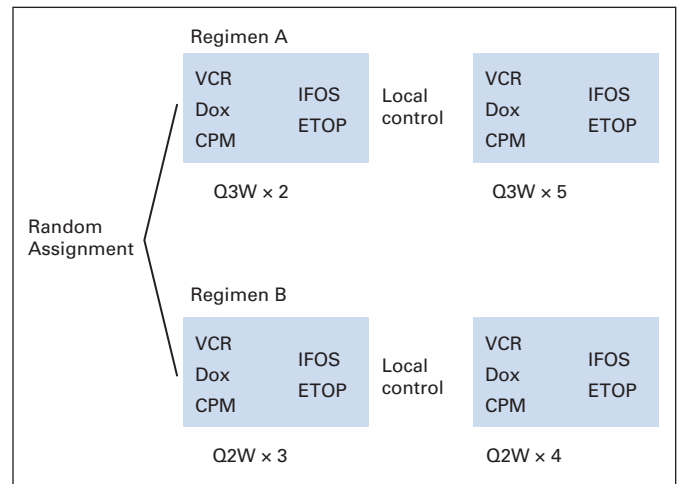 Regimen A
VCR
Dox
CPM
IFOS
ETOP
Local
control
VCR
Dox
CPM
IFOS
ETOP
Q3W × 2
Q3W × 5
Random
Assignment
Regimen B
VCR
Dox
CPM
IFOS
ETOP
Local
control
VCR
Dox
CPM
IFOS
ETOP
Q2W × 3
Q2W × 4